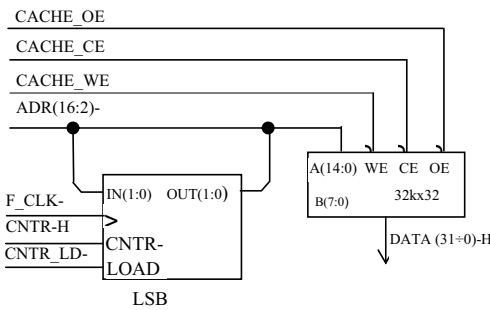 CACHE_OE
CACHE_CE
CACHE_WE
ADR(16:2)-
A(14:0) WE CE OE
B(7:0) 32kx32
IN(1:0) OUT(1:0)
F_CLK-
CNTR-H
CNTR-
CNTR_LD-
LOAD
DATA (31÷0)-H
LSB